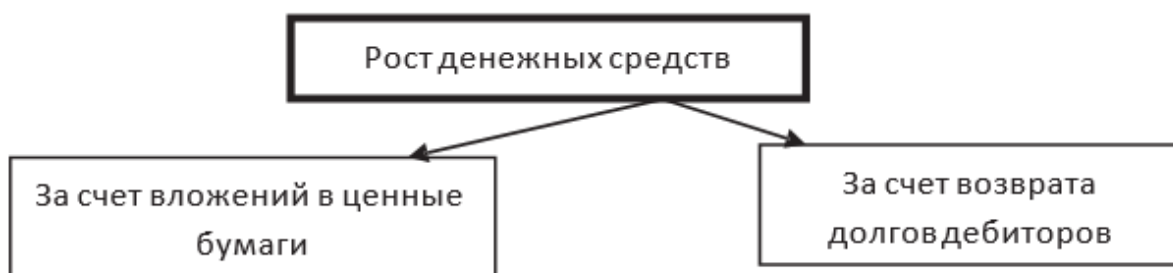 Рост денежных средств
За счет вложений в ценные
бумаги
За счет возврата
долгов дебиторов